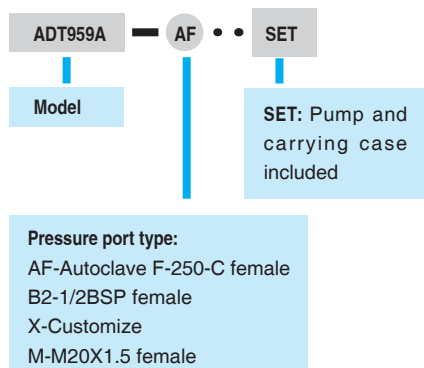 ADT959A — AF • • SET
Model
SET: Pump and
carrying case
included
Pressure port type:
AF-Autoclave F-250-C female
B2-1/2BSP female
X-Customize
M-M20X1.5 female